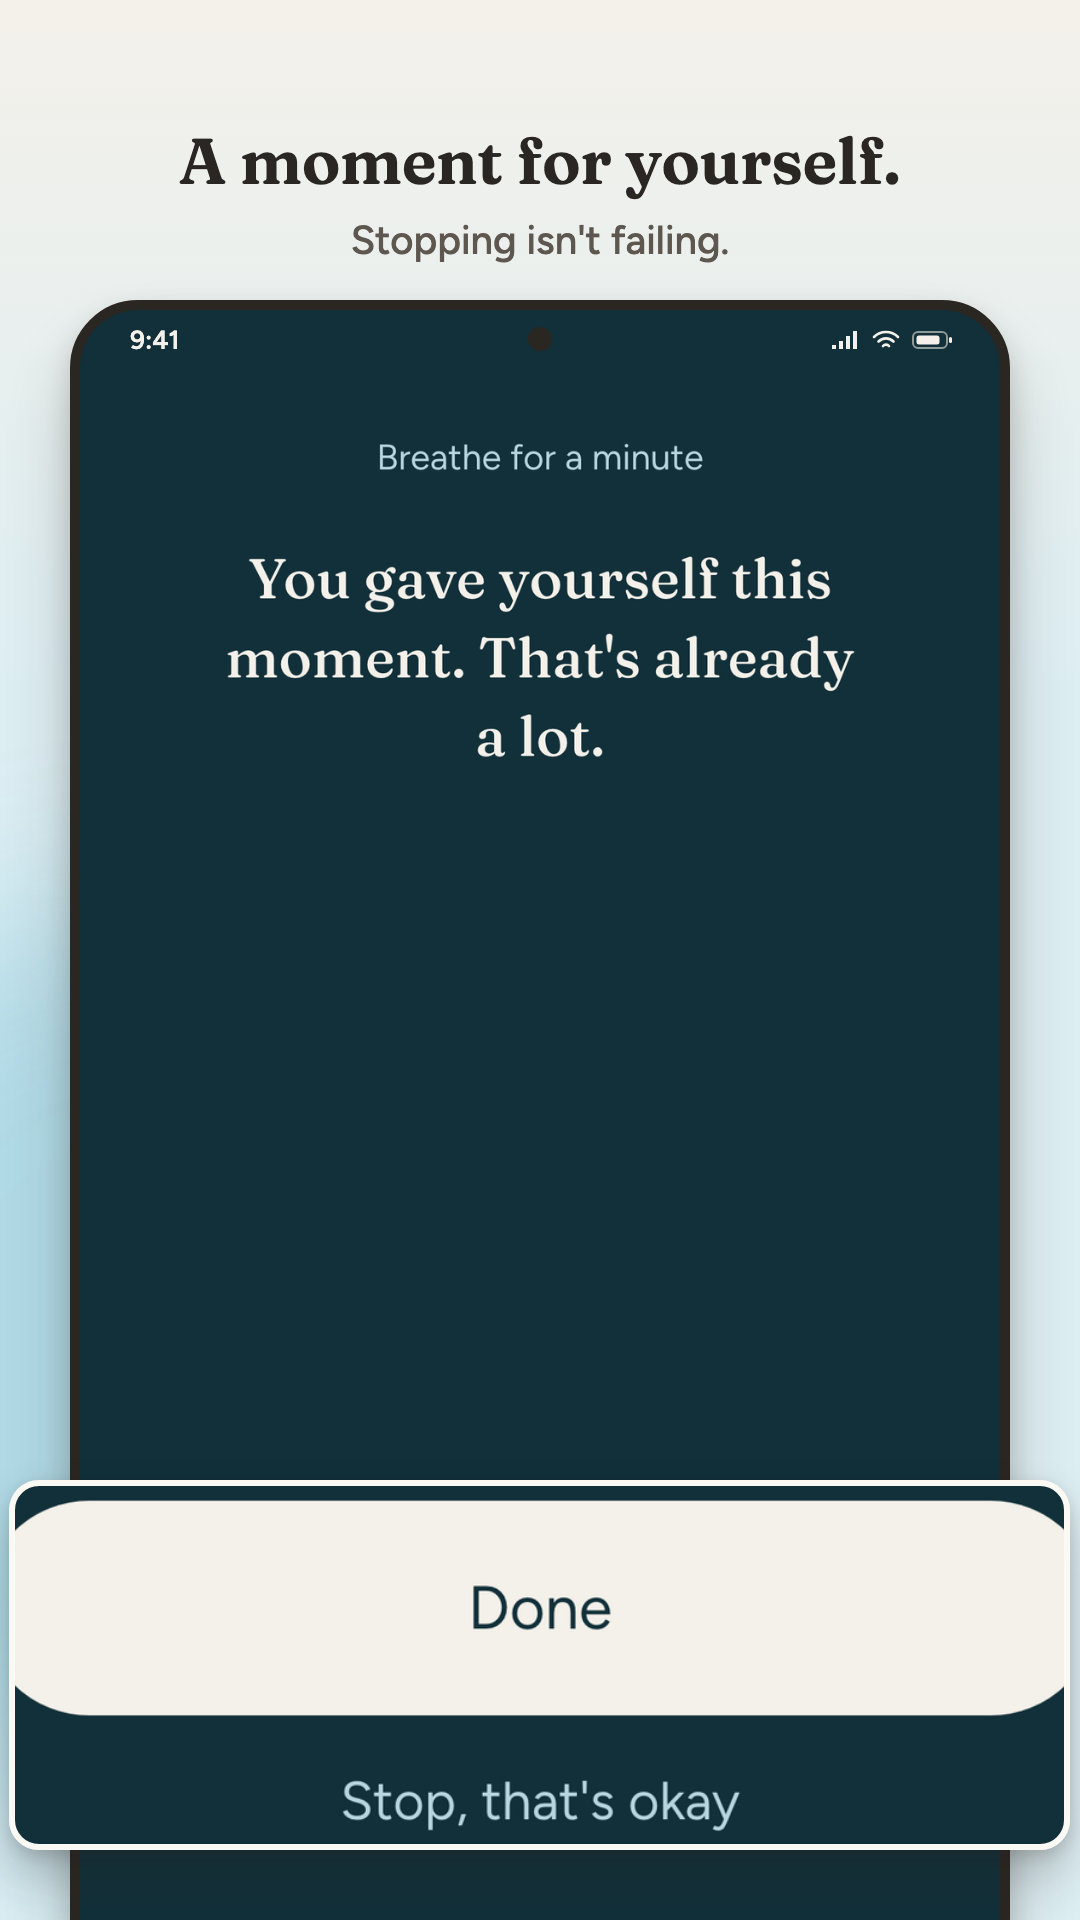 A moment for yourself.
Stopping isn't failing.
9:41
Breathe for a minute
You gave yourself this
moment. That's already
a lot.
Done
Stop, that's okay